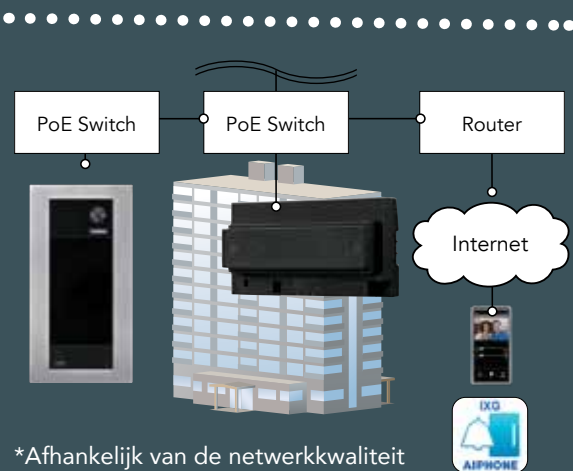 PoE Switch
PoE Switch
Router
Internet
IXG
AIPHONE
*Afhankelijk van de netwerkkwaliteit